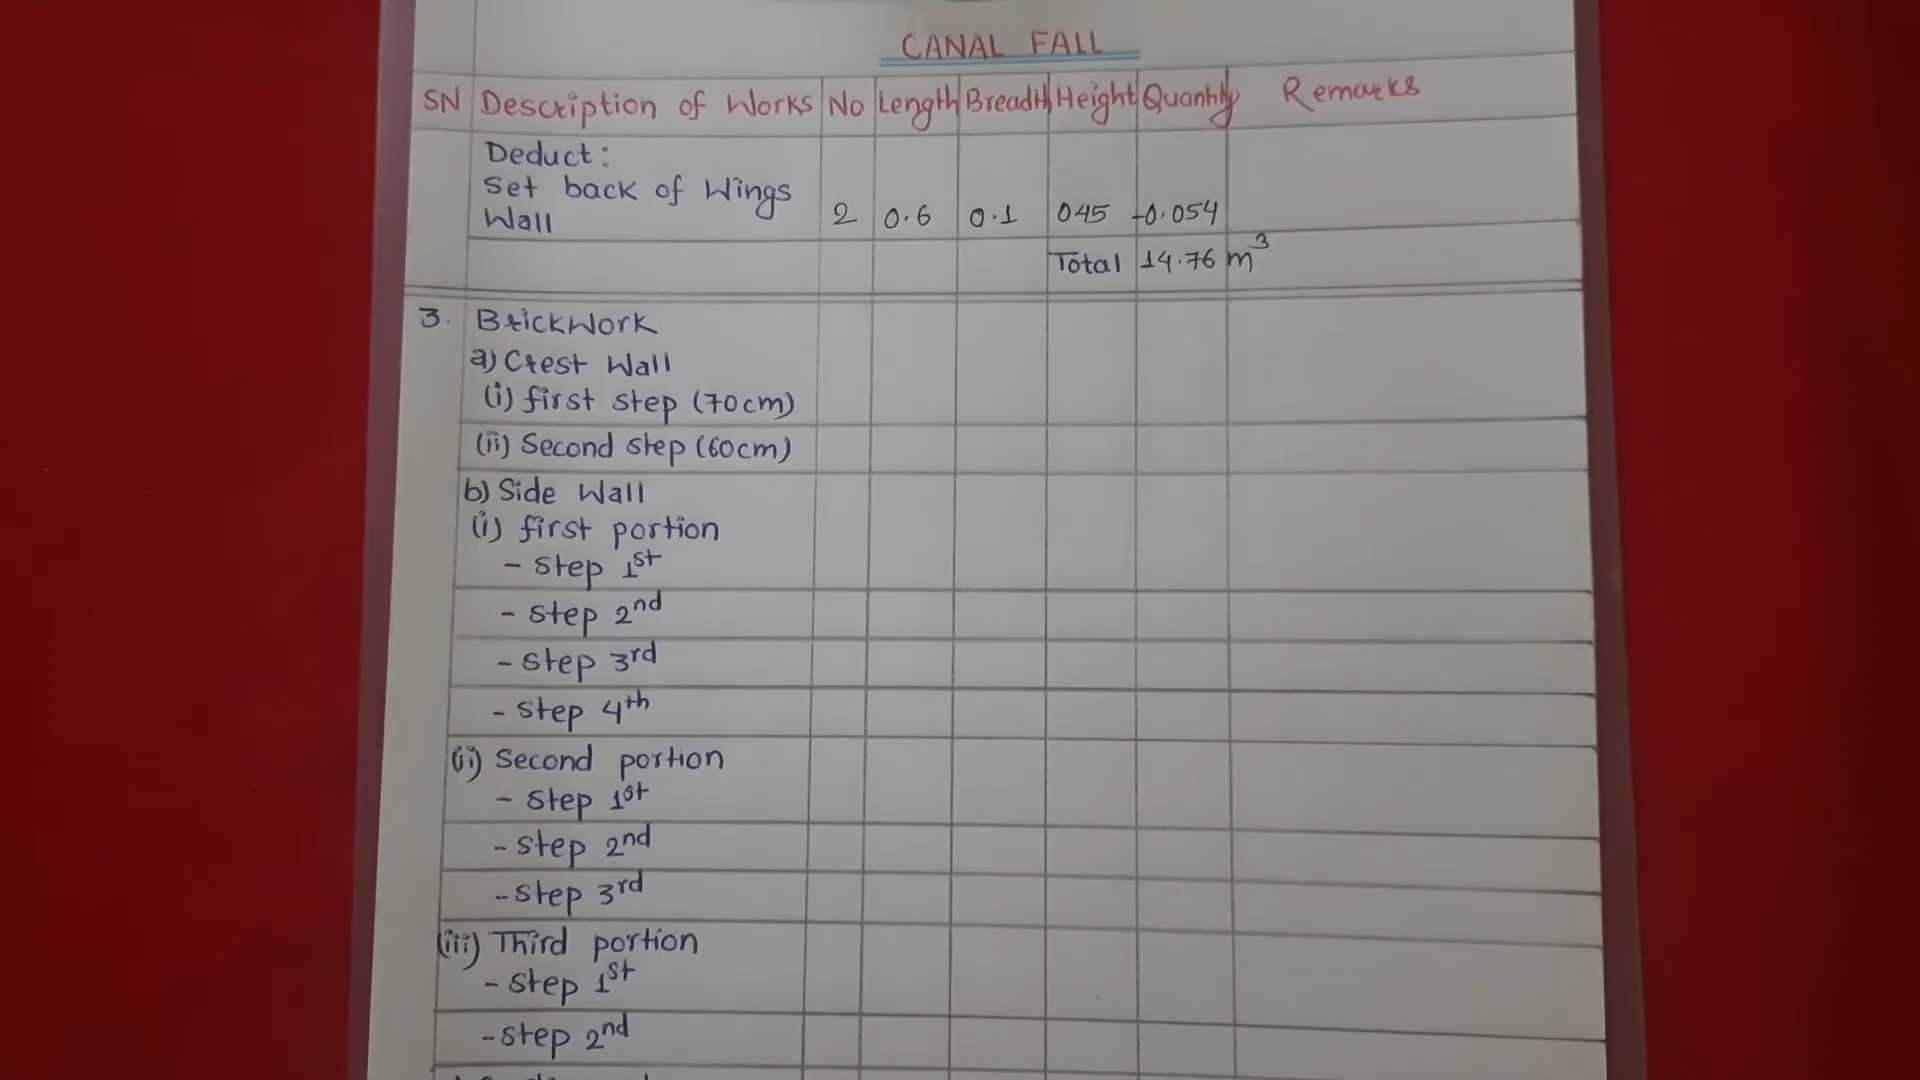 CANAL FALL
SN Description of Works No Length Breadth Height Quantity Remarks
Deduct:
Set back of Wings
Wall 2 0.6 0.1 045 -0.054
Total 14.76 m³
3. Brickwork
a) Crest Wall
(i) first step (70cm)
(ii) Second step (60cm)
b) Side Wall
(i) first portion
- Step 1st
- Step 2nd
- Step 3rd
- Step 4th
(ii) Second portion
- Step 1st
- Step 2nd
- Step 3rd
(iii) Third portion
- Step 1st
- Step 2nd